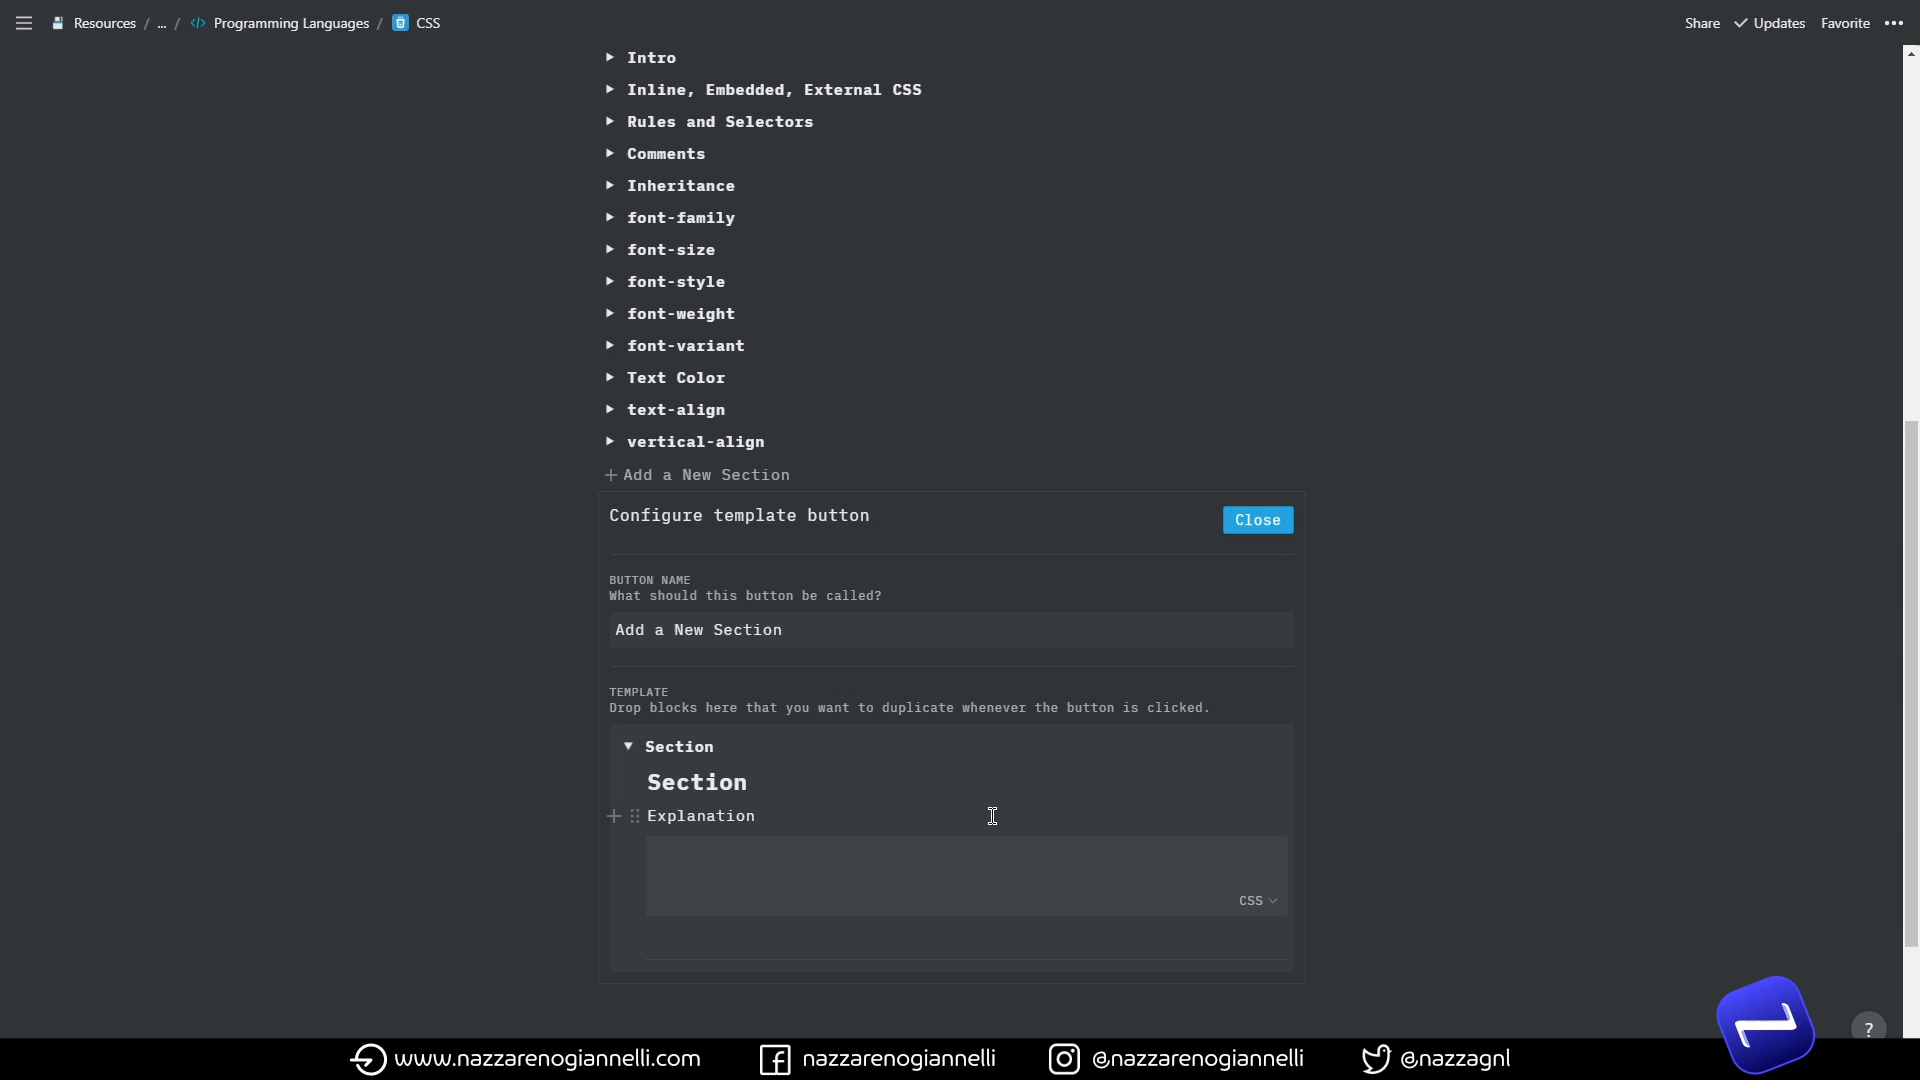 Resources / ... / </> Programming Languages / CSS
Share Updates Favorite •••
Intro
Inline, Embedded, External CSS
Rules and Selectors
Comments
Inheritance
font-family
font-size
font-style
font-weight
font-variant
Text Color
text-align
vertical-align
+ Add a New Section
Configure template button
Close
BUTTON NAME
What should this button be called?
Add a New Section
TEMPLATE
Drop blocks here that you want to duplicate whenever the button is clicked.
Section
Section
Explanation
CSS
?
www.nazzarenogiannelli.com nazzarenogiannelli @nazzarenogiannelli @nazzagnl